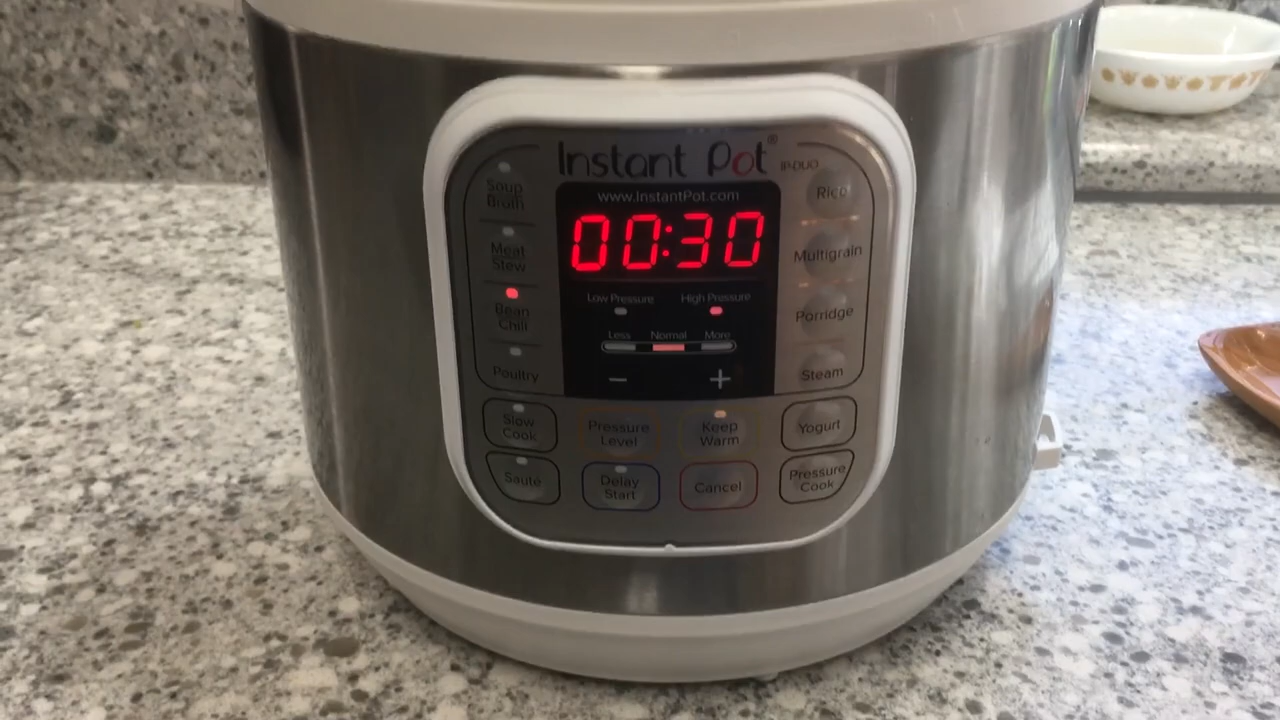 Instant Pot®
IP-DUO
www.InstantPot.com
00:30
Low Pressure
High Pressure
Less
Normal
More
−
+
Soup
Broth
Meat
Stew
Bean
Chili
Poultry
Rice
Multigrain
Porridge
Steam
Slow
Cook
Pressure
Level
Keep
Warm
Yogurt
Sauté
Delay
Start
Cancel
Pressure
Cook